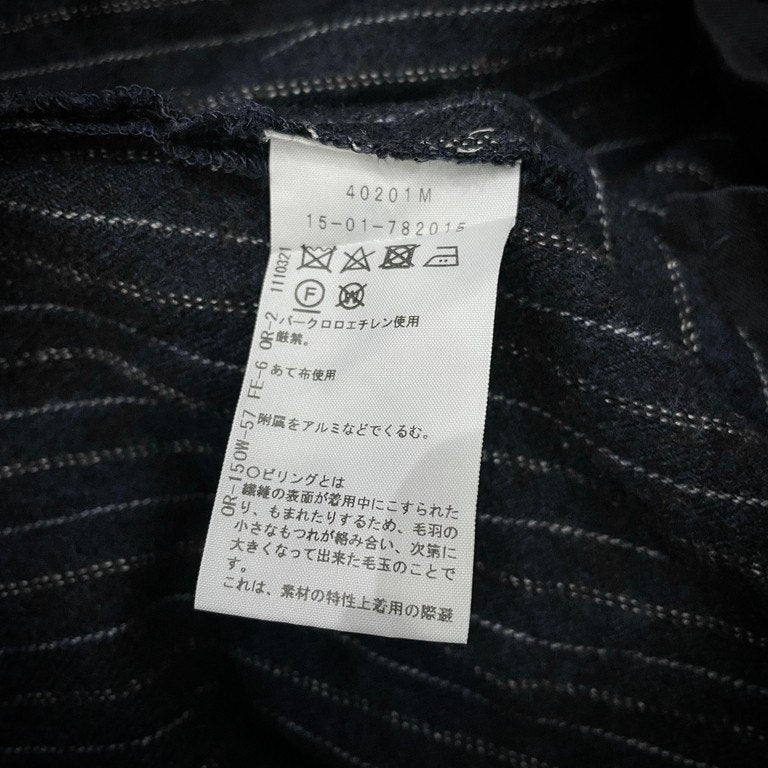 40201M
15-01-782015
F
W
パークロロエチレン使用
厳禁。
あて布使用
附属をアルミなどでくるむ。
〇ピリングとは
繊維の表面が着用中にこすられた
り、もまれたりするため、毛羽の
小さなもつれが絡み合い、次第に
大きくなって出来た毛玉のことで
す。
これは、素材の特性上着用の際避
OR-150W-57 FE-6 OR-2 1110321